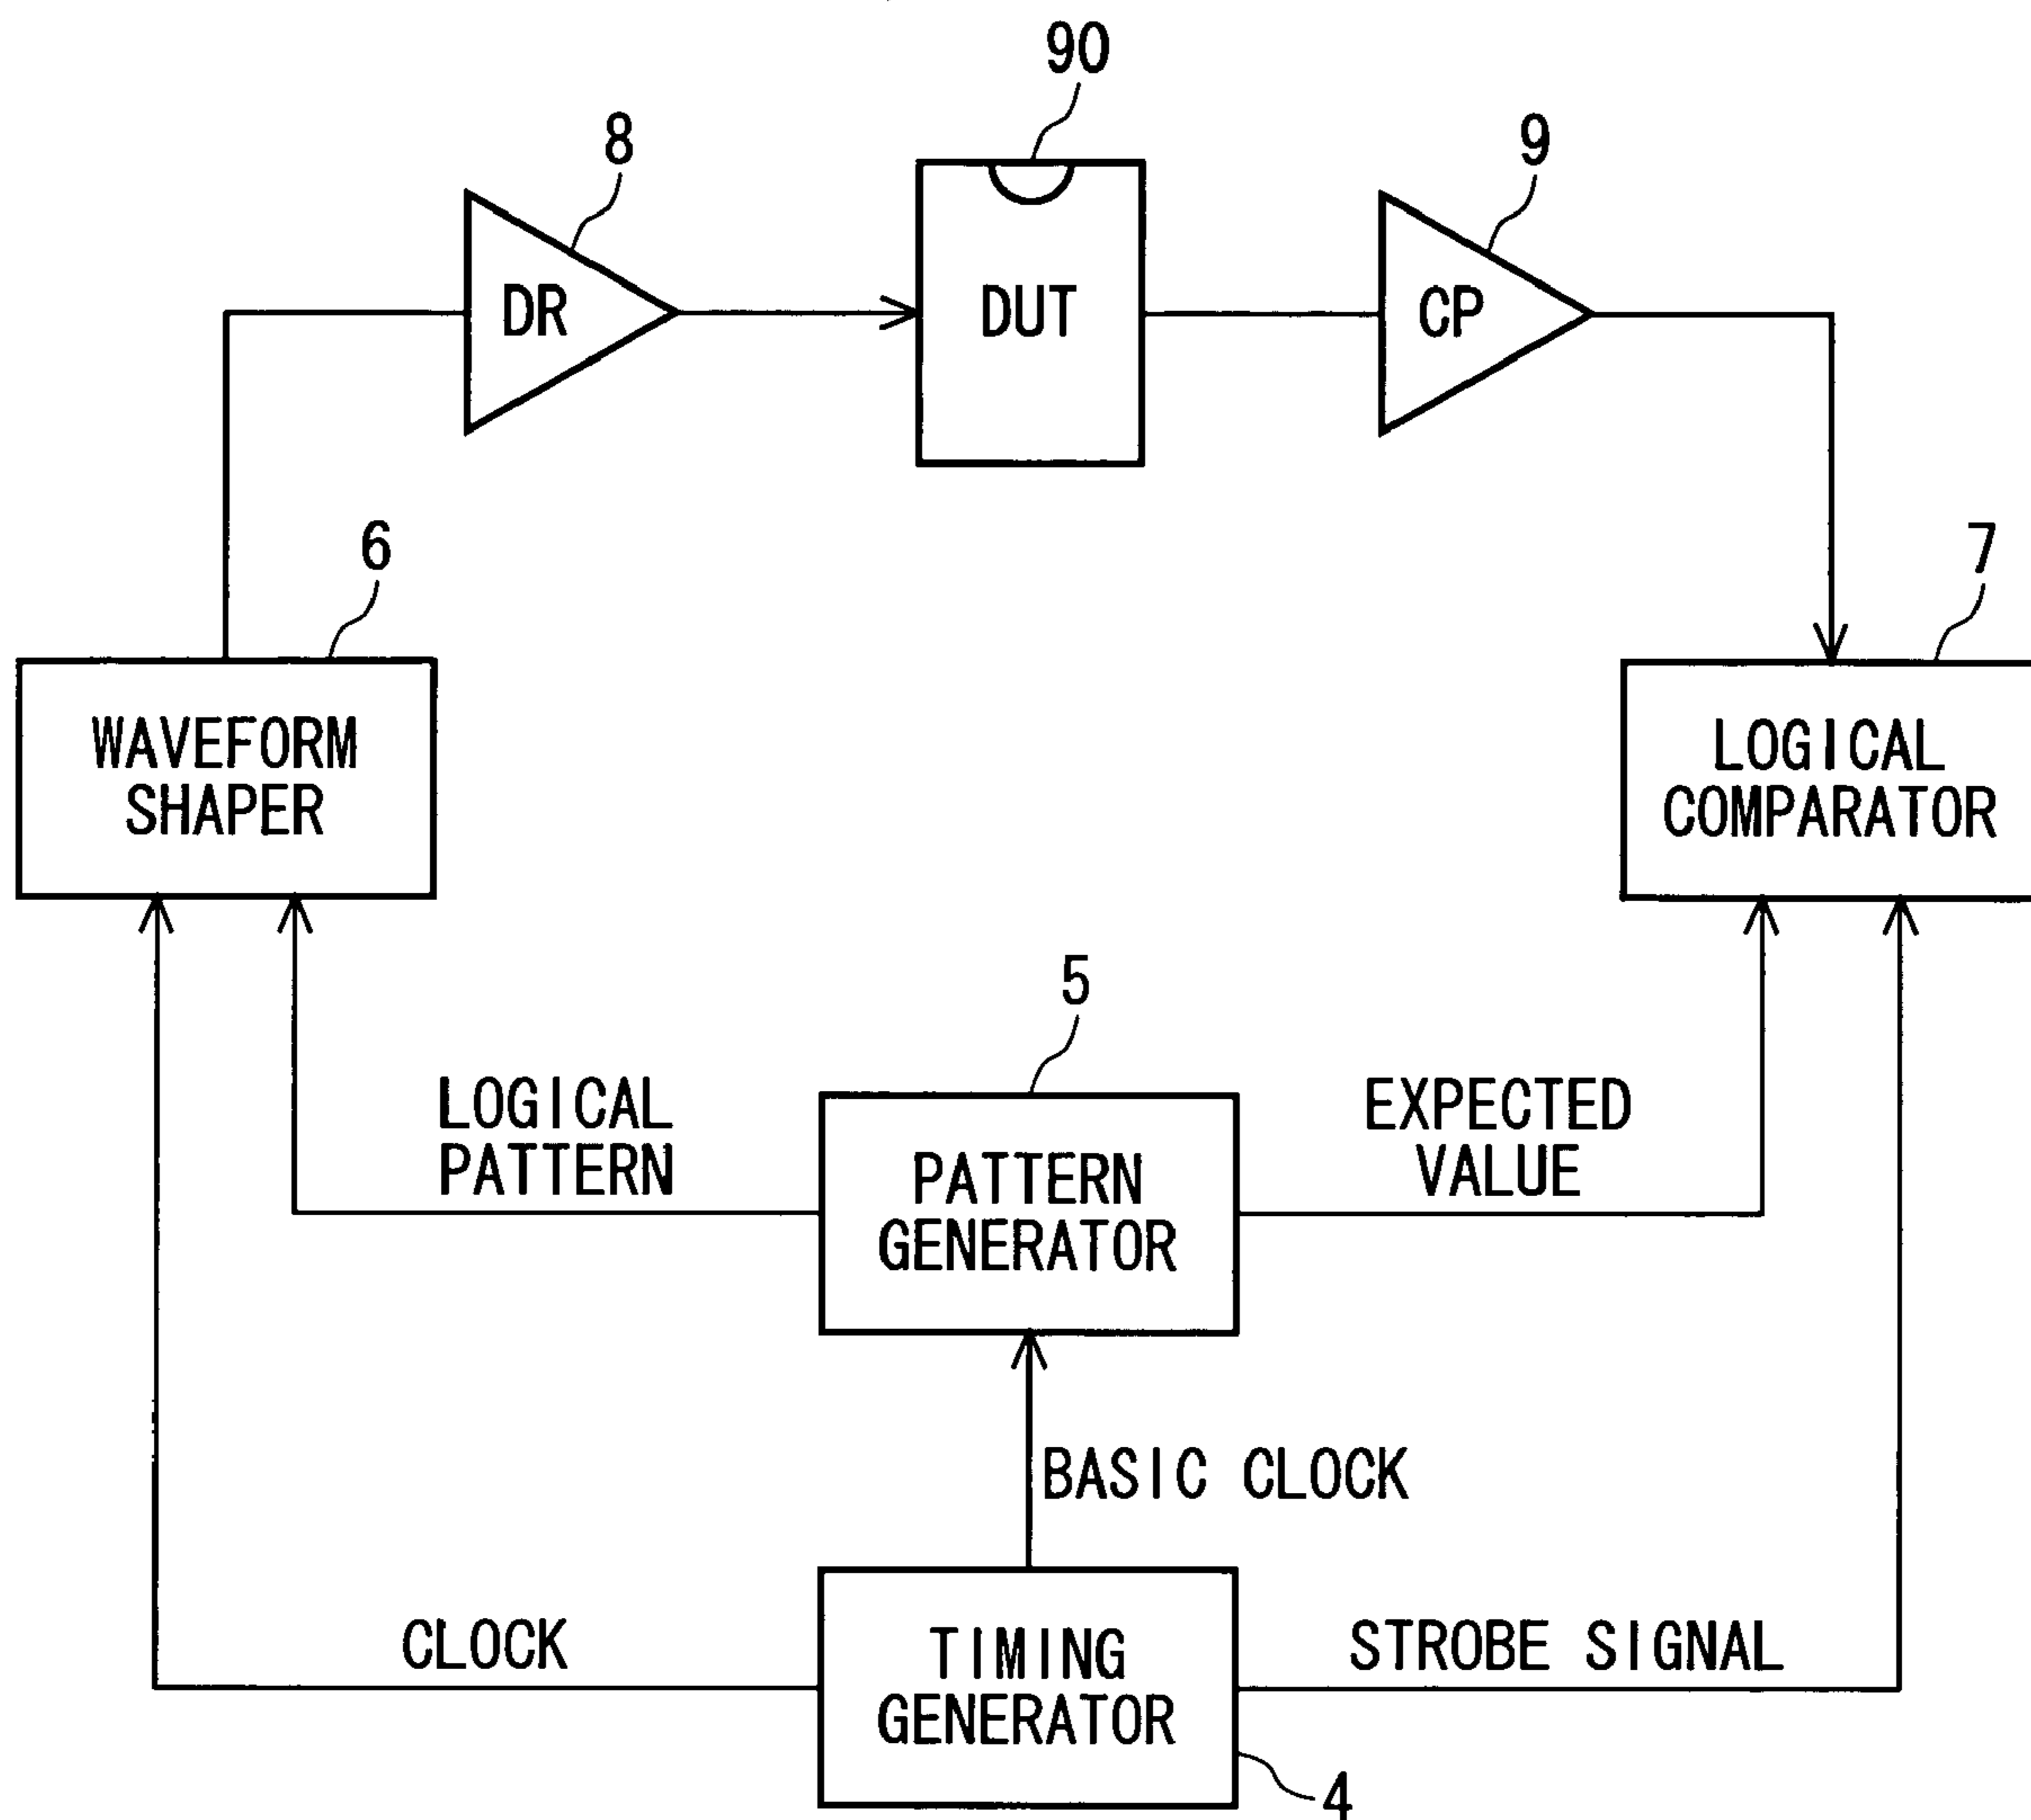 90
8
9
DR
DUT
CP
6
7
WAVEFORM
SHAPER
LOGICAL
COMPARATOR
5
LOGICAL
PATTERN
EXPECTED
VALUE
PATTERN
GENERATOR
BASIC CLOCK
CLOCK
TIMING
GENERATOR
STROBE SIGNAL
4